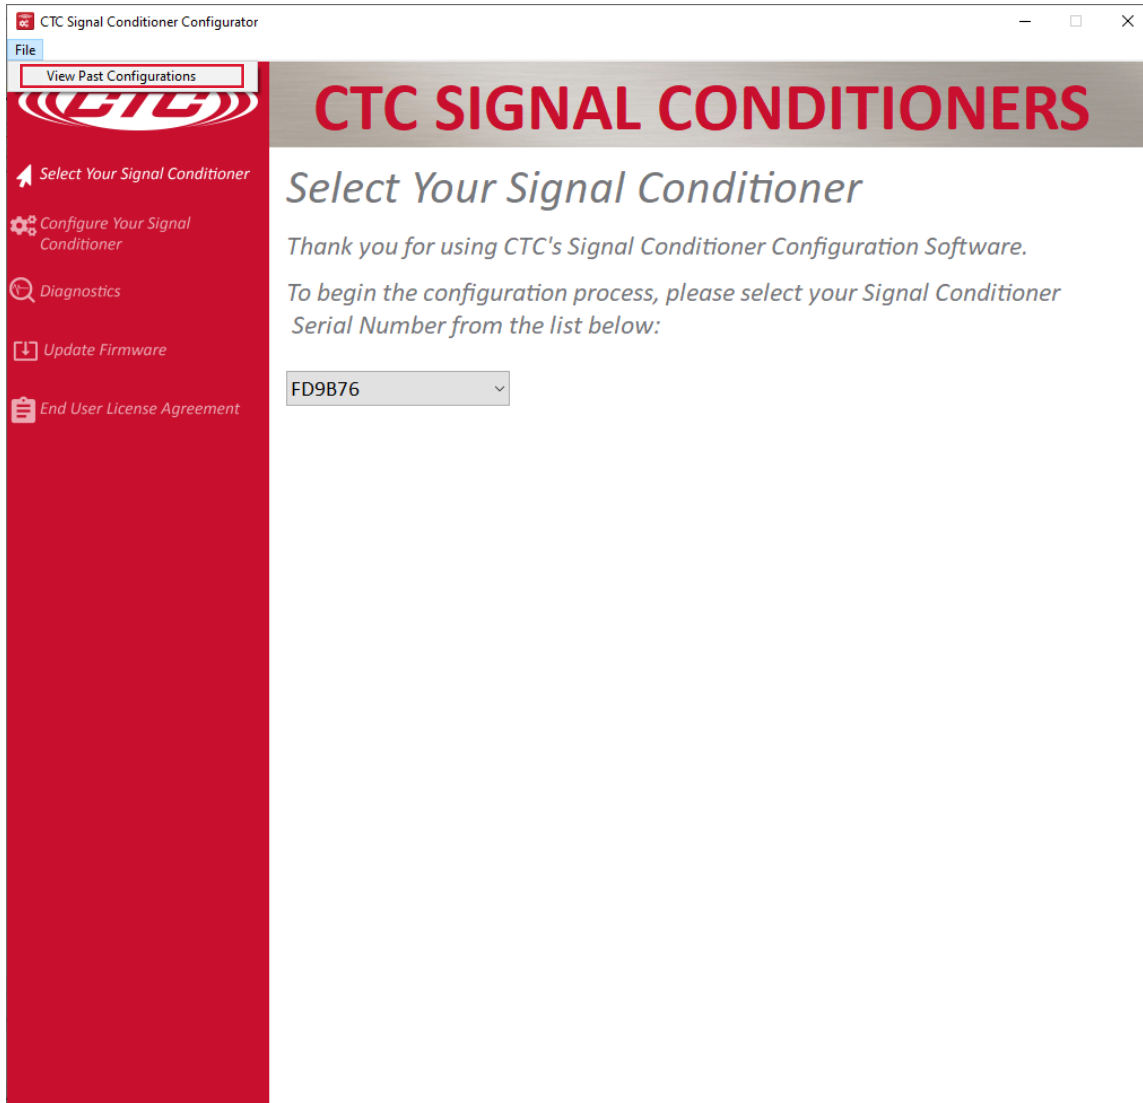 CTC Signal Conditioner Configurator
File
View Past Configurations
CTC
CTC SIGNAL CONDITIONERS
Select Your Signal Conditioner
Configure Your Signal
Conditioner
Diagnostics
Update Firmware
End User License Agreement
Select Your Signal Conditioner
Thank you for using CTC's Signal Conditioner Configuration Software.
To begin the configuration process, please select your Signal Conditioner
Serial Number from the list below:
FD9B76